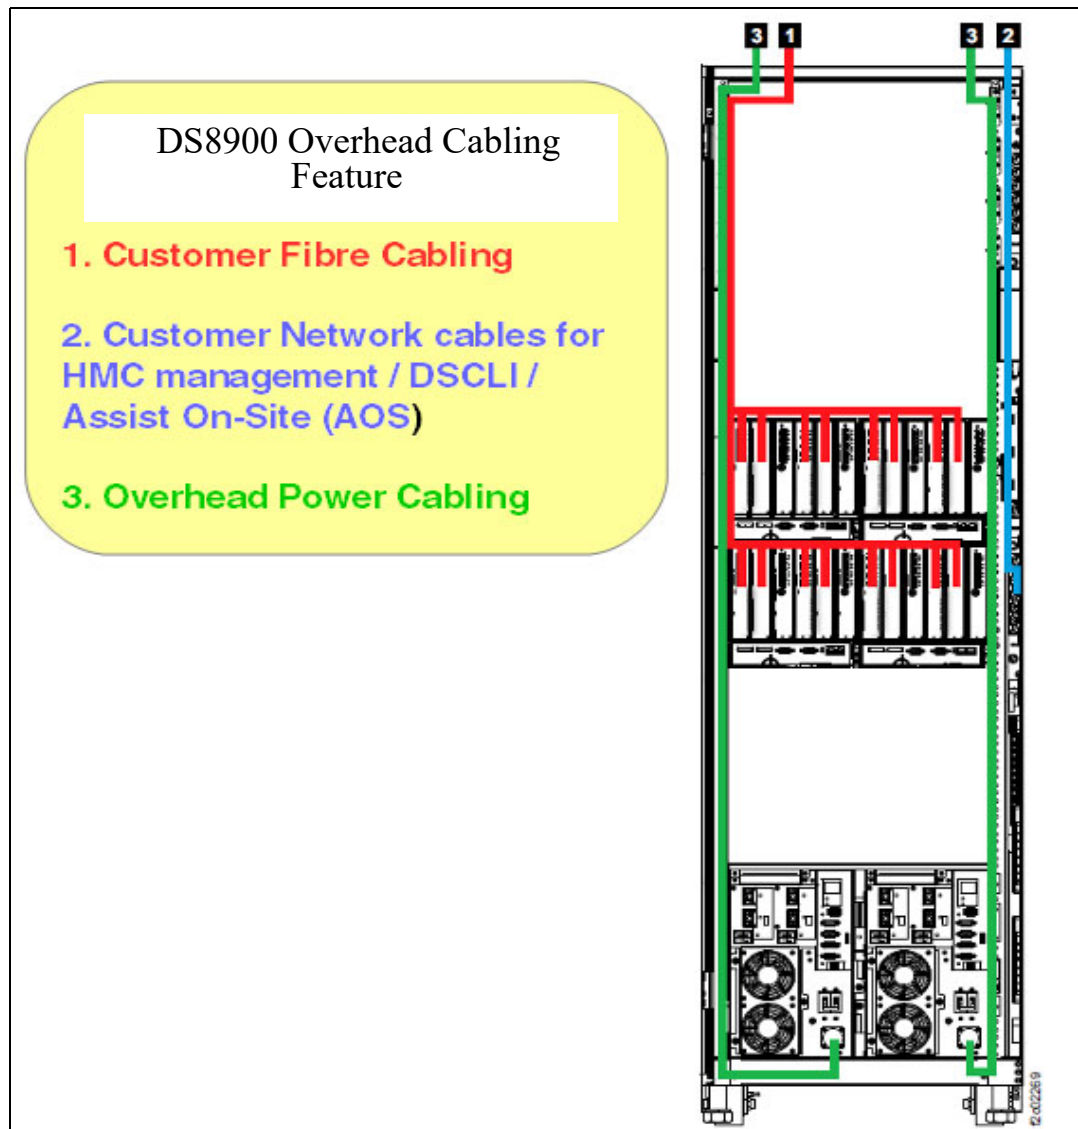 3 1 3 2
DS8900 Overhead Cabling
Feature
1. Customer Fibre Cabling
2. Customer Network cables for
HMC management / DSCLI /
Assist On-Site (AOS)
3. Overhead Power Cabling
f2c02269